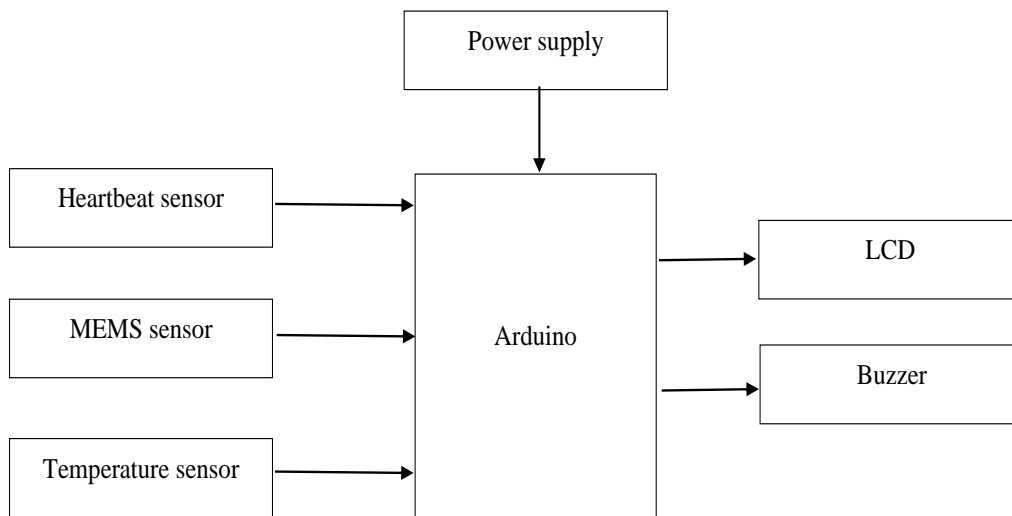 Power supply
Heartbeat sensor
LCD
MEMS sensor
Arduino
Buzzer
Temperature sensor